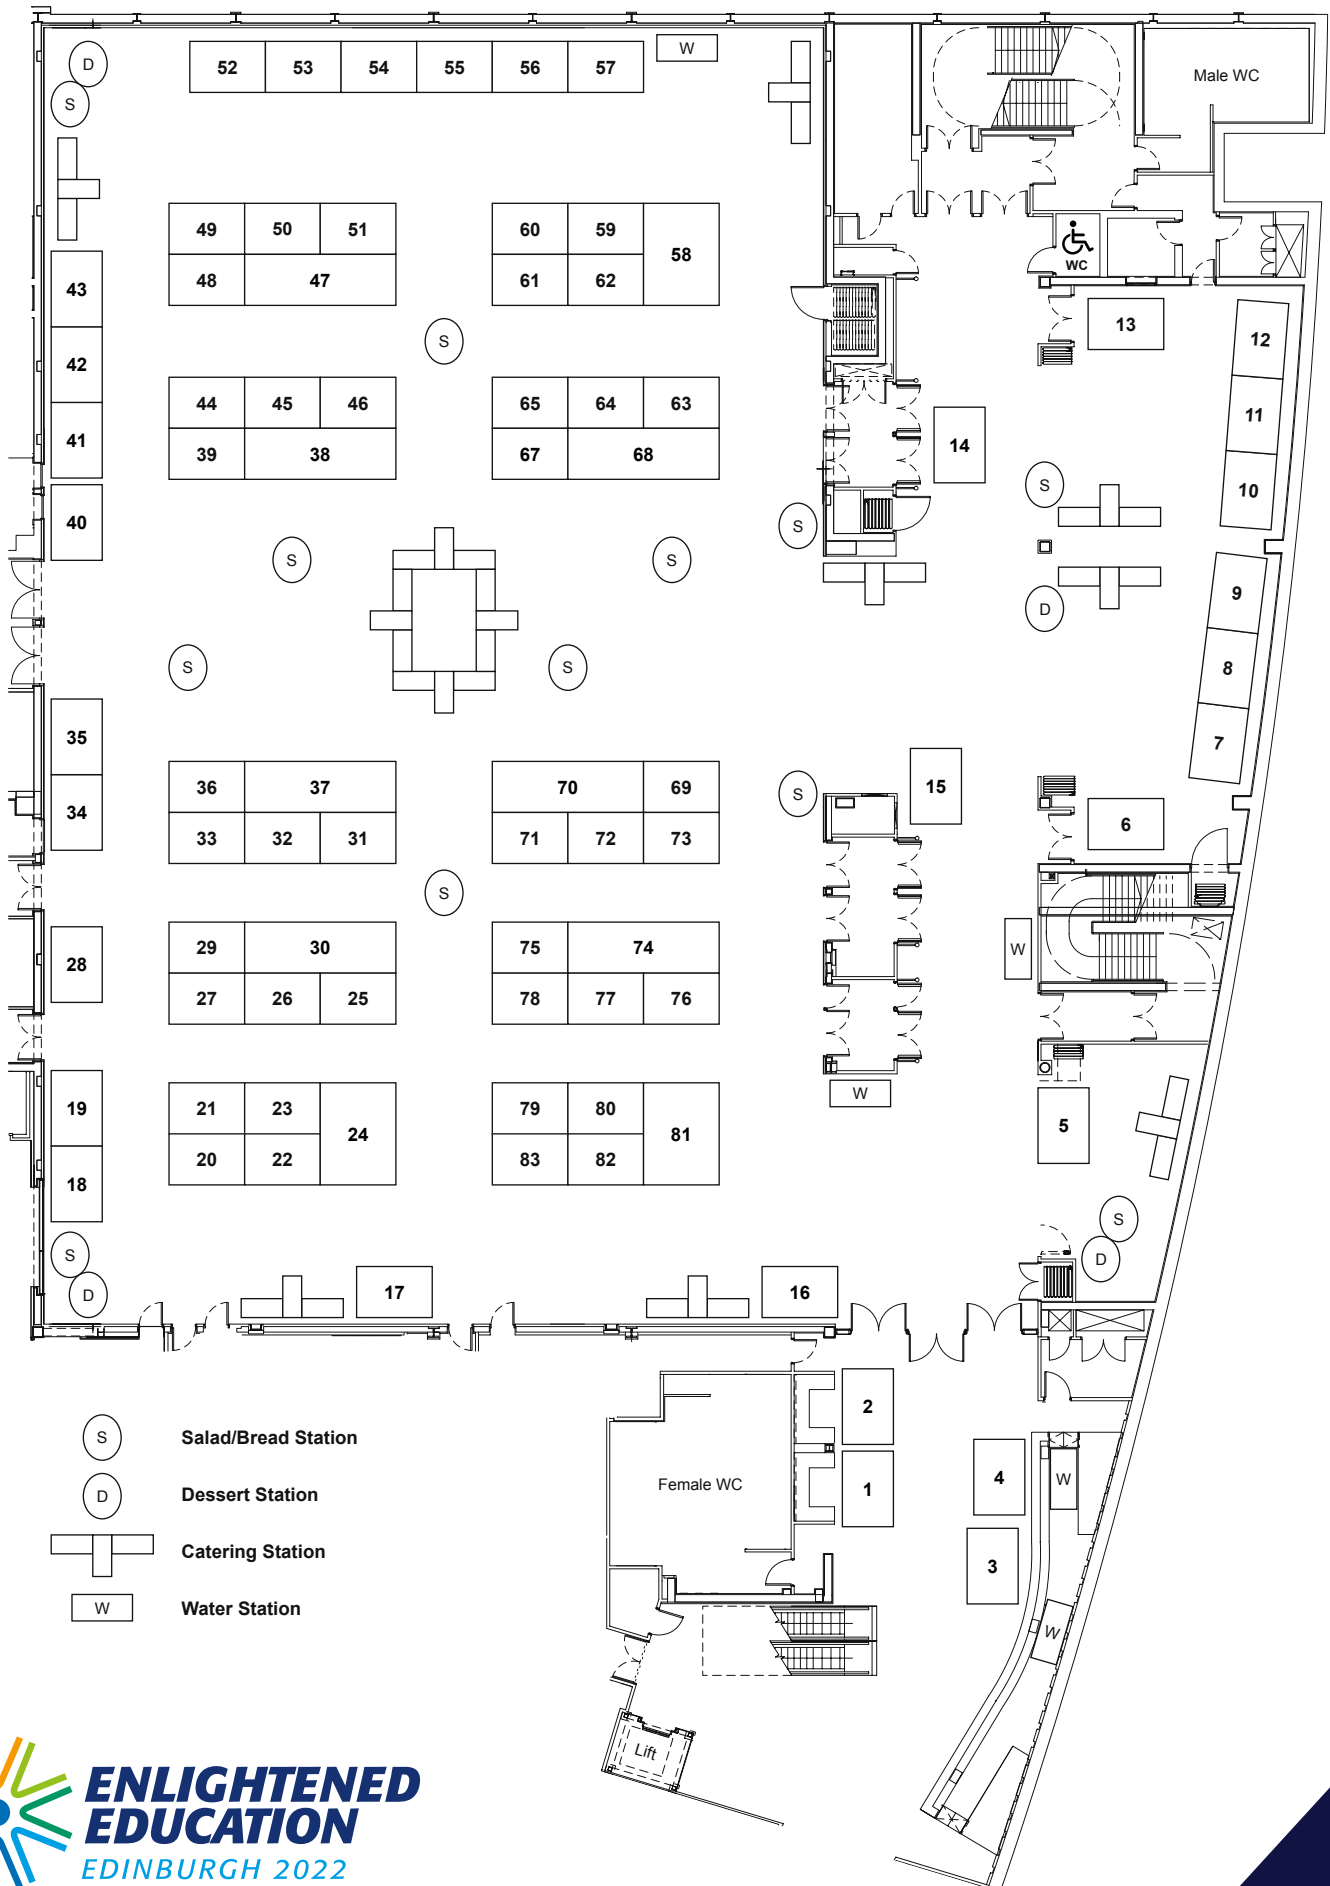 D
52 53 54 55 56 57
W
S
Male WC
49 50 51
60 59
58
WC
48 47
61 62
43
13
12
S
42
44 45 46
65 64 63
11
41
39 38
67 68
14
S
10
40
S
S
S
9
D
S
S
8
35
7
36 37
70 69
S
15
34
33 32 31
71 72 73
6
S
29 30
75 74
28
W
27 26 25
78 77 76
W
19
21 23
24
79 80
81
5
20 22
83 82
18
S
S
D
D
17
16
2
S Salad/Bread Station
Female WC
1
4
W
D Dessert Station
Catering Station
3
W Water Station
W
Lift
ENLIGHTENED
EDUCATION
EDINBURGH 2022